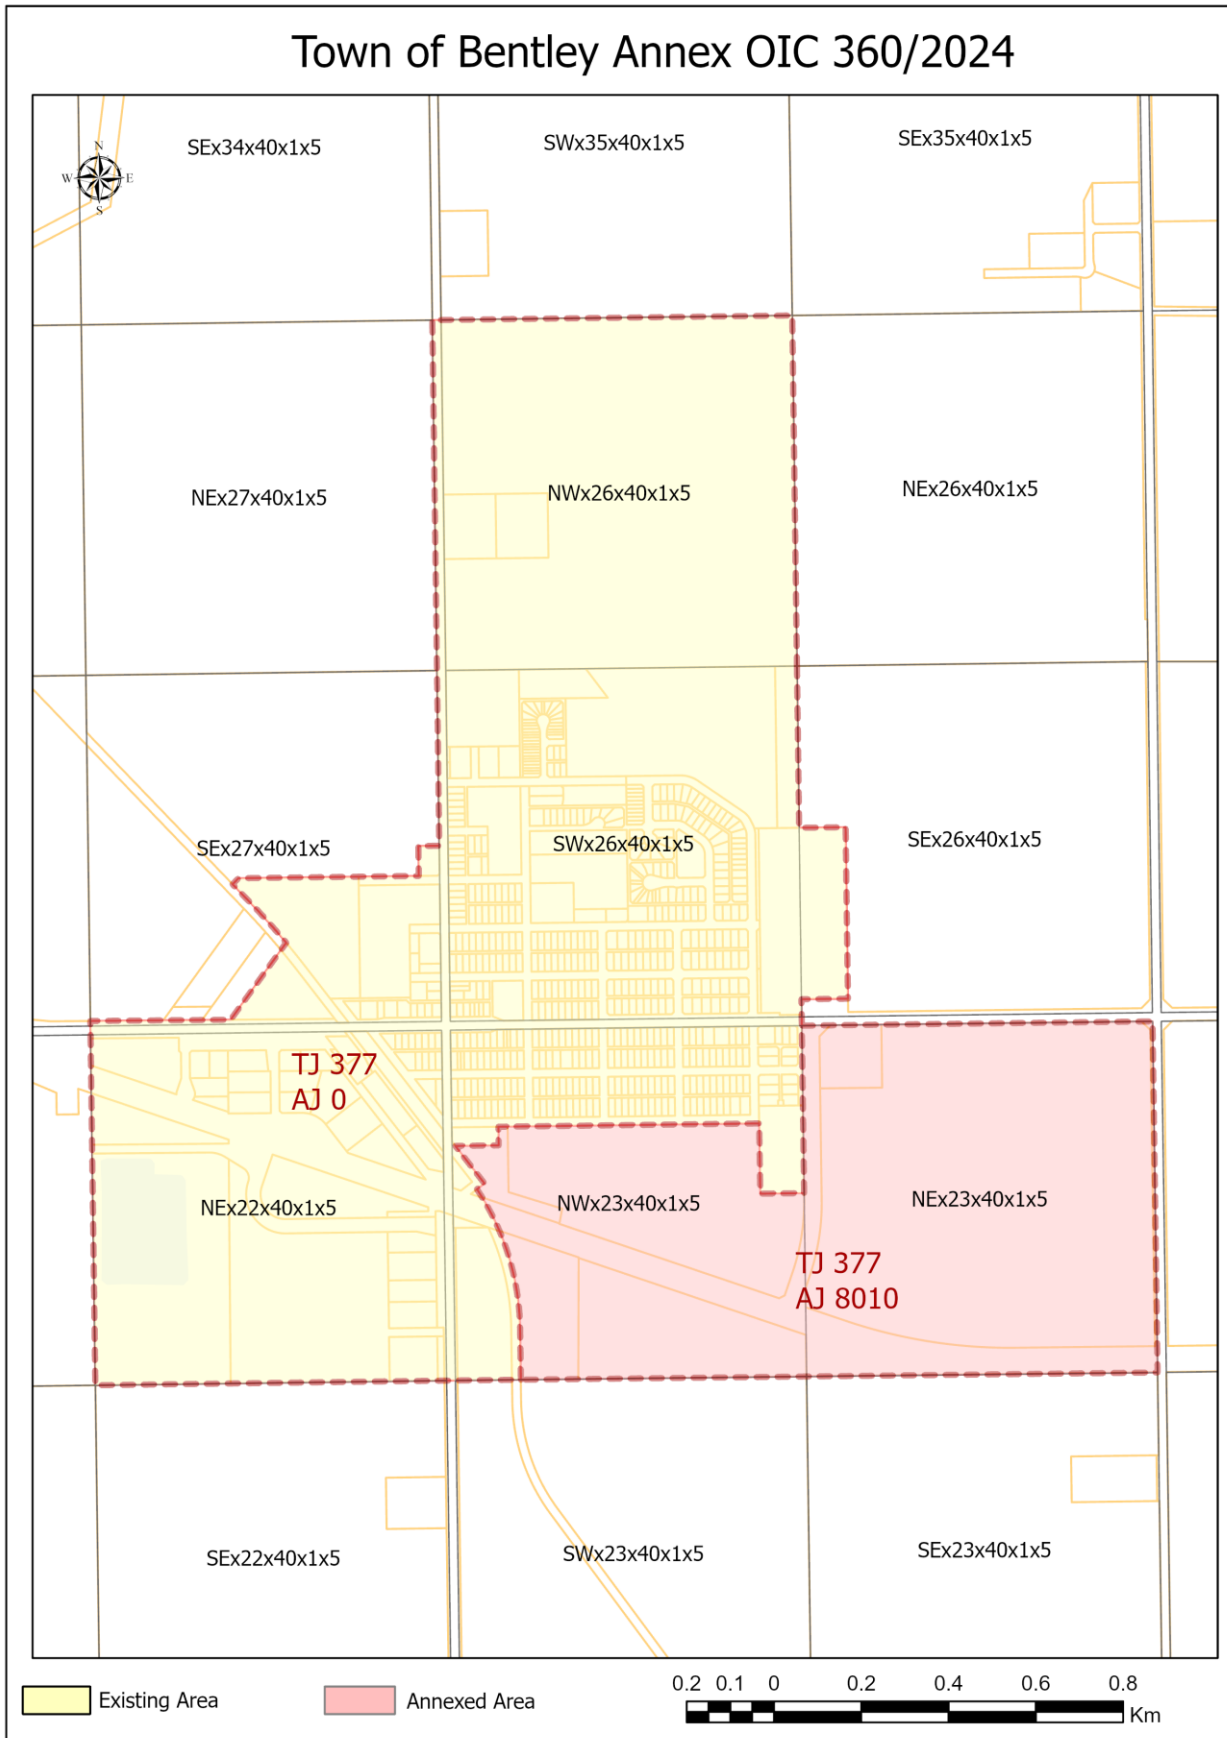 Town of Bentley Annex OIC 360/2024
SEx34x40x1x5
SWx35x40x1x5
SEx35x40x1x5
N
W
E
S
NEx27x40x1x5
NWx26x40x1x5
NEx26x40x1x5
SEx27x40x1x5
SWx26x40x1x5
SEx26x40x1x5
TJ 377
AJ 0
NEx22x40x1x5
NWx23x40x1x5
NEx23x40x1x5
TJ 377
AJ 8010
SEx22x40x1x5
SWx23x40x1x5
SEx23x40x1x5
Existing Area
Annexed Area
0.2 0.1 0 0.2 0.4 0.6 0.8
Km